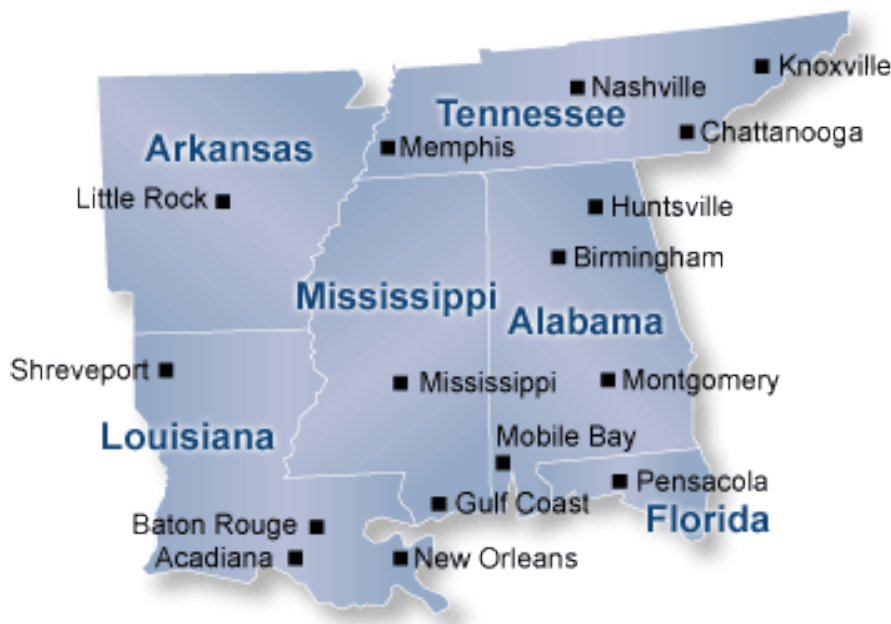 Knoxville
Nashville
Tennessee
Chattanooga
Memphis
Arkansas
Little Rock
Huntsville
Birmingham
Mississippi
Alabama
Shreveport
Mississippi
Montgomery
Louisiana
Mobile Bay
Pensacola
Gulf Coast
Florida
Baton Rouge
Acadiana
New Orleans